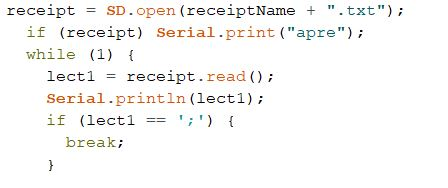 receipt = SD.open(receiptName + ".txt");
if (receipt) Serial.print("apre");
while (1) {
lect1 = receipt.read();
Serial.println(lect1);
if (lect1 == ';') {
break;
}